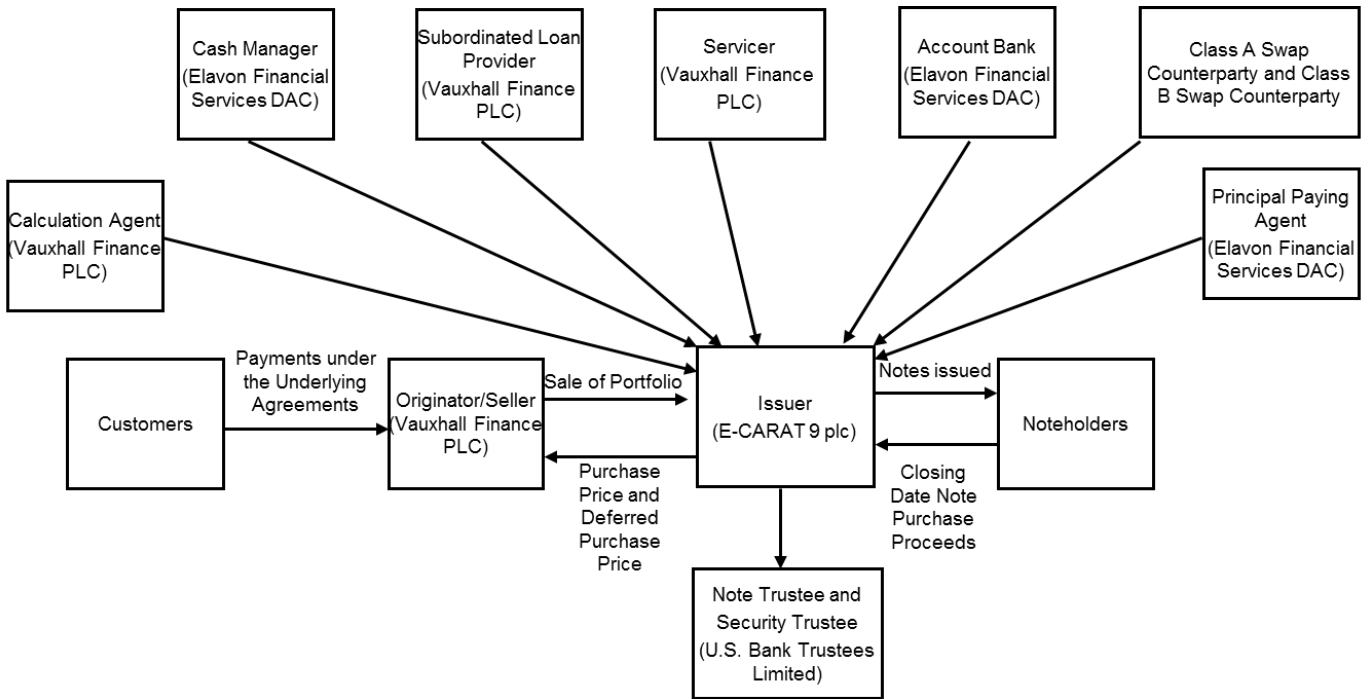 Cash Manager
(Elavon Financial
Services DAC)
Subordinated Loan
Provider
(Vauxhall Finance
PLC)
Servicer
(Vauxhall Finance
PLC)
Account Bank
(Elavon Financial
Services DAC)
Class A Swap
Counterparty and Class
B Swap Counterparty
Calculation Agent
(Vauxhall Finance
PLC)
Principal Paying
Agent
(Elavon Financial
Services DAC)
Customers
Payments under
the Underlying
Agreements
Originator/Seller
(Vauxhall Finance
PLC)
Sale of Portfolio
Purchase
Price and
Deferred
Purchase
Price
Issuer
(E-CARAT 9 plc)
Notes issued
Closing
Date Note
Purchase
Proceeds
Noteholders
Note Trustee and
Security Trustee
(U.S. Bank Trustees
Limited)